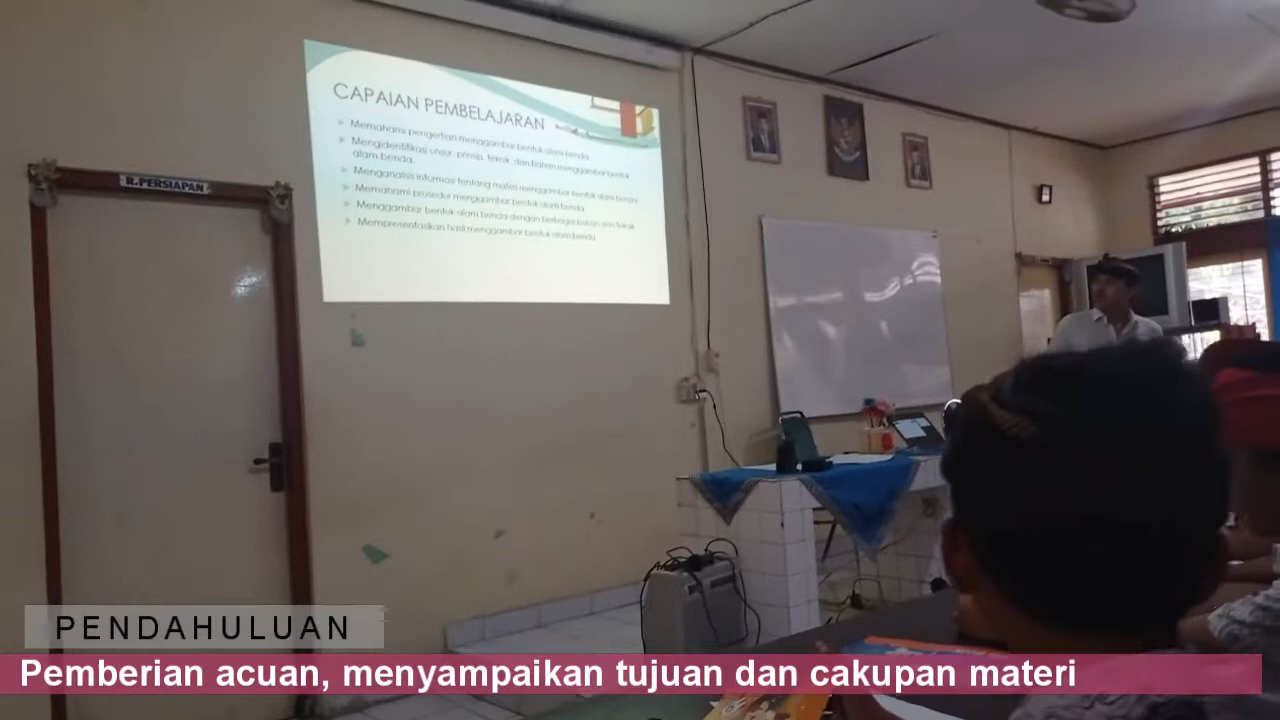 CAPAIAN PEMBELAJARAN
Memahami pengertian menggambar bentuk alam benda.
Mengidentifikasi unsur, prinsip, teknik, dan bahan menggambar bentuk
alam benda.
Menganalisis informasi tentang materi menggambar bentuk alam benda.
Memahami prosedur menggambar bentuk alam benda
Menggambar bentuk alam benda dengan berbagai bahan dan teknik
Mempresentasikan hasil menggambar bentuk alam benda
R.PERSIAPAN
PENDAHULUAN
Pemberian acuan, menyampaikan tujuan dan cakupan materi